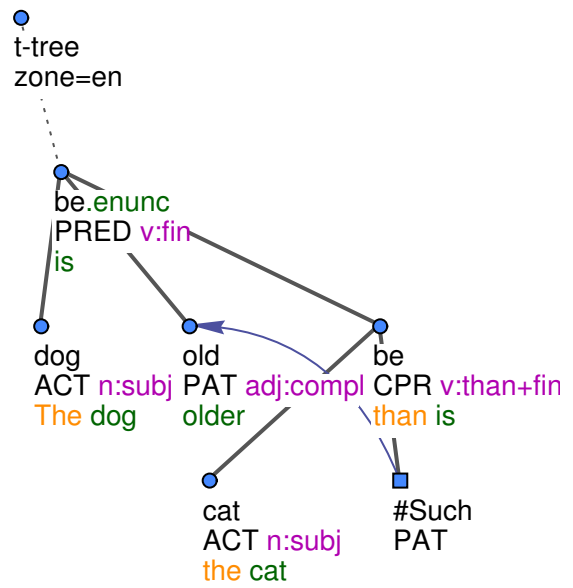 t-tree
zone=en
be.enunc
PRED v:fin
is
dog
ACT n:subj
The dog
old
PAT adj:compl
older
be
CPR v:than+fin
than is
cat
ACT n:subj
the cat
#Such
PAT